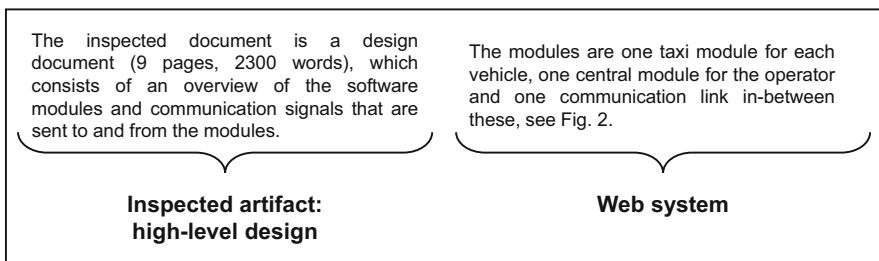 The inspected document is a design
document (9 pages, 2300 words), which
consists of an overview of the software
modules and communication signals that are
sent to and from the modules.
Inspected artifact:
high-level design
The modules are one taxi module for each
vehicle, one central module for the operator
and one communication link in-between
these, see Fig. 2.
Web system